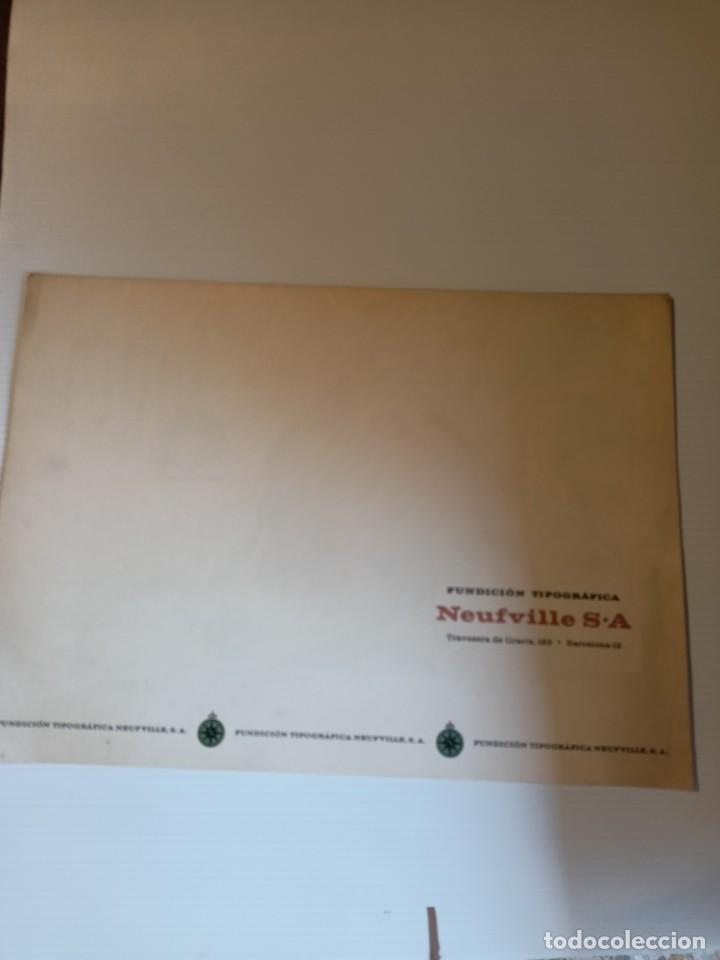 FUNDICIÓN TIPOGRÁFICA
Neufville S·A
Travesera de Gracia, 183 • Barcelona-12
FUNDICIÓN TIPOGRÁFICA NEUFVILLE, S.A. FUNDICIÓN TIPOGRÁFICA NEUFVILLE, S.A. FUNDICIÓN TIPOGRÁFICA NEUFVILLE, S.A.
todocoleccion